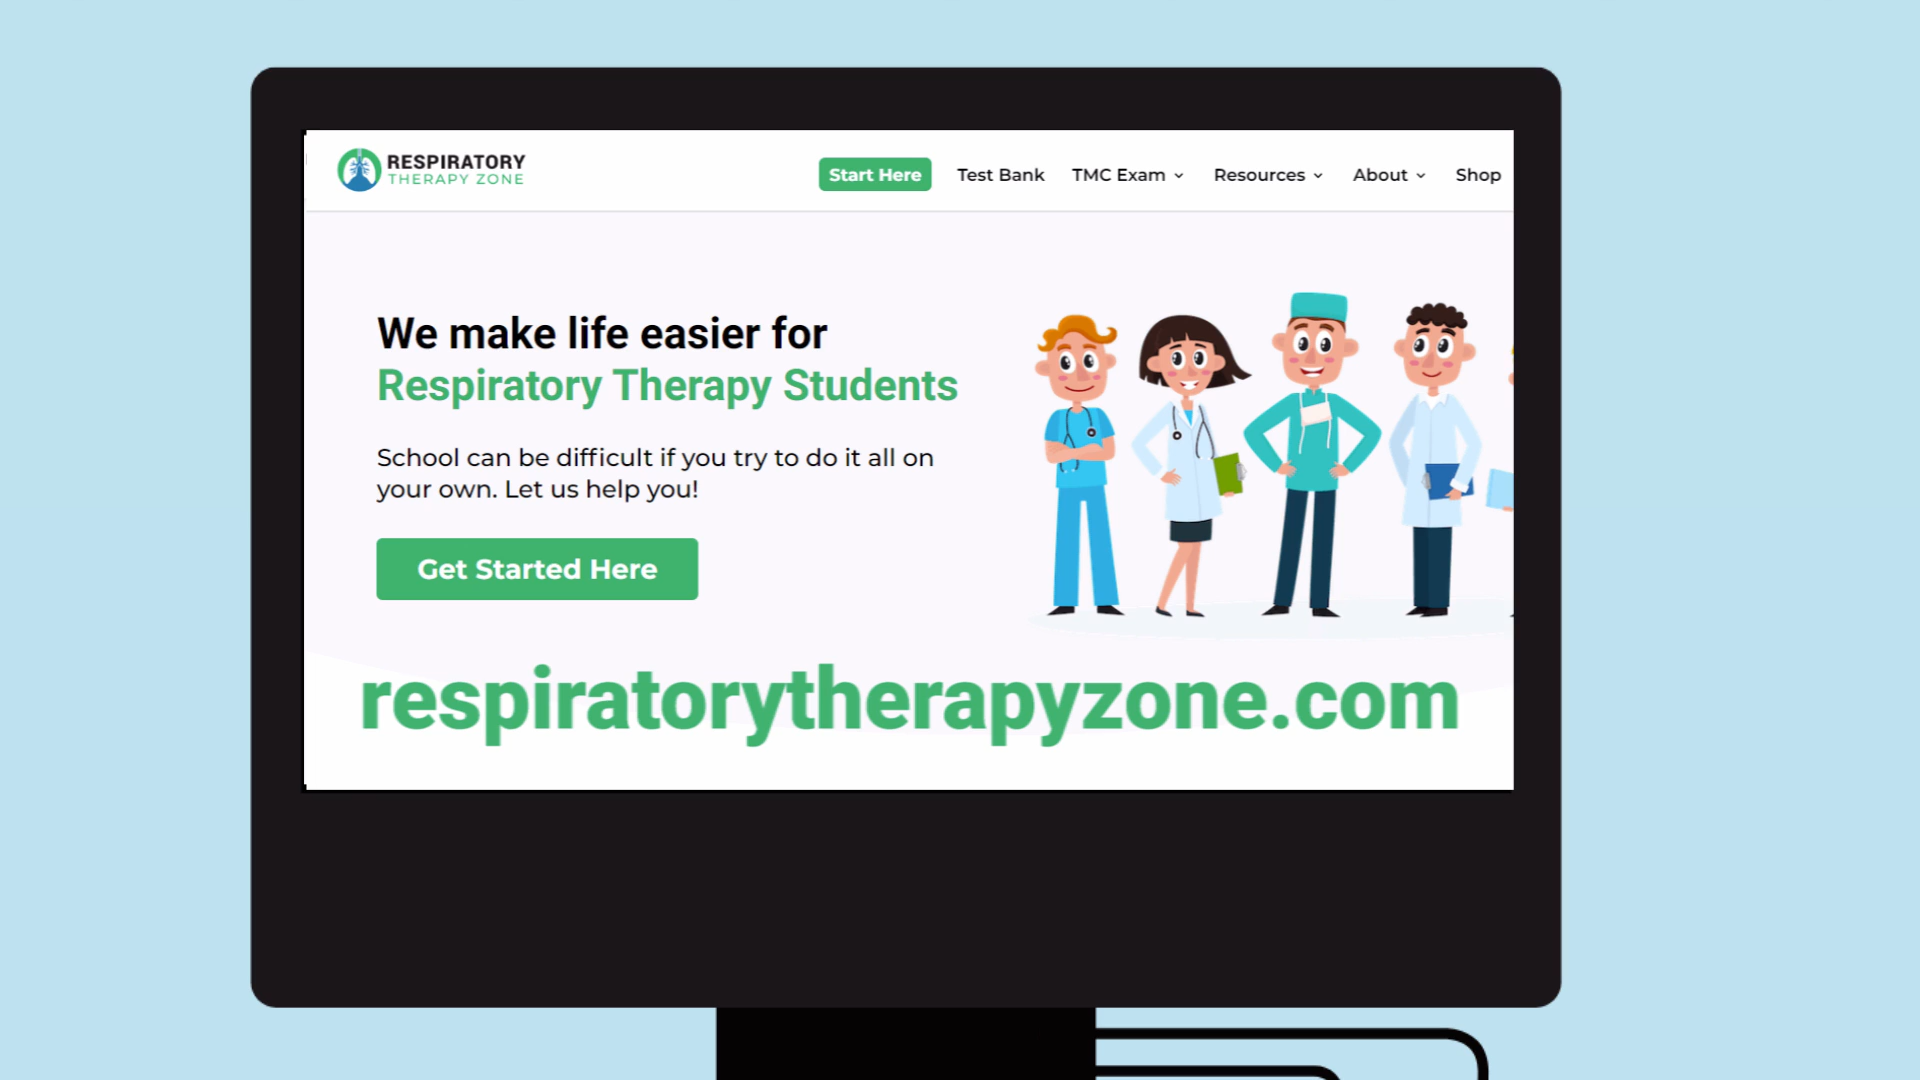 RESPIRATORY
THERAPY ZONE
Start Here
Test Bank
TMC Exam
Resources
About
Shop
We make life easier for
Respiratory Therapy Students
School can be difficult if you try to do it all on
your own. Let us help you!
Get Started Here
respiratorytherapyzone.com